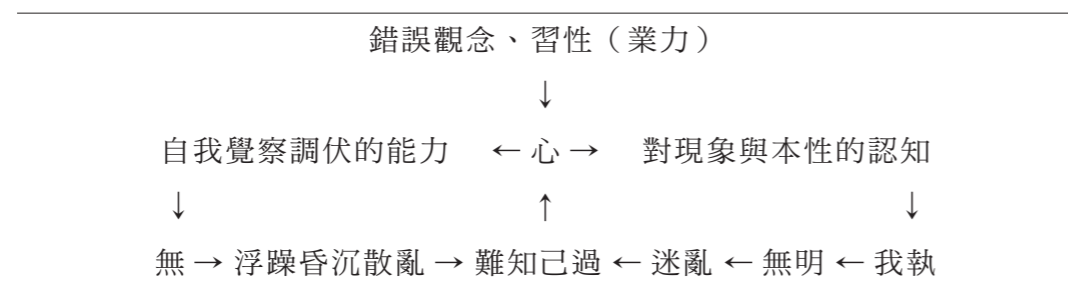 錯誤觀念、習性（業力）
↓
自我覺察調伏的能力 ← 心 → 對現象與本性的認知
↓ ↑ ↓
無 → 浮躁昏沉散亂 → 難知己過 ← 迷亂 ← 無明 ← 我執